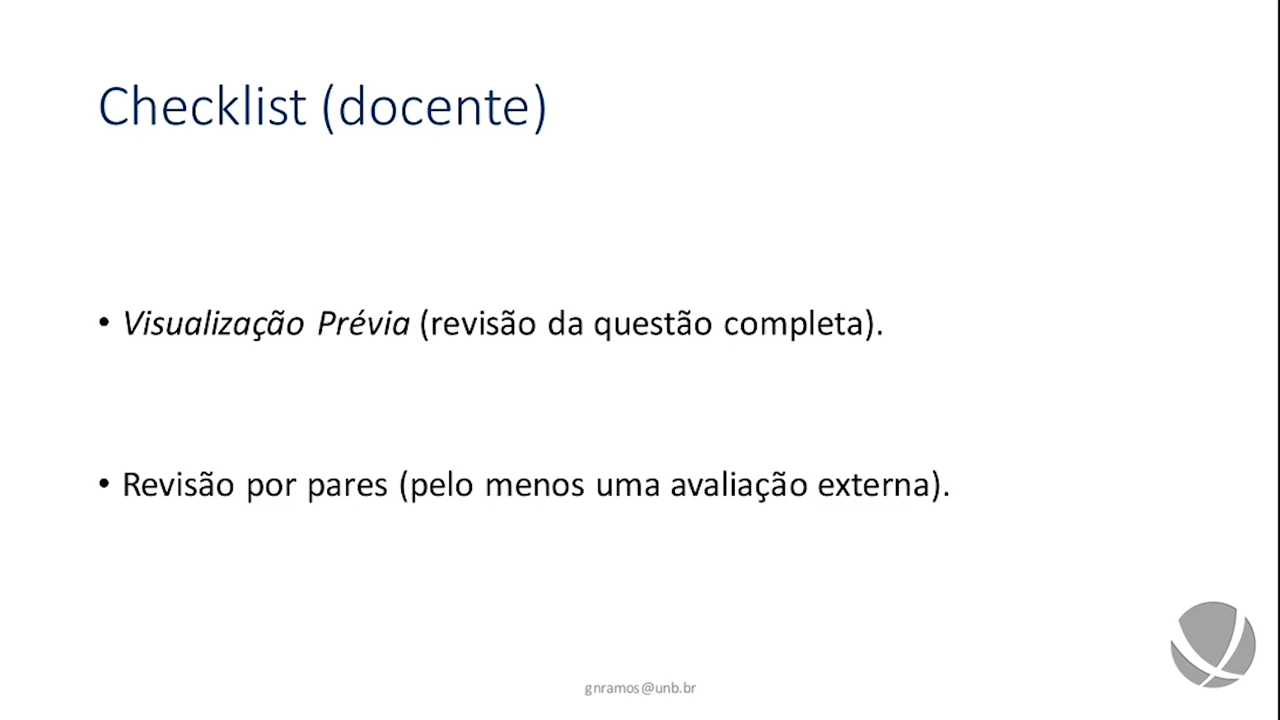 Checklist (docente)
• Visualização Prévia (revisão da questão completa).
• Revisão por pares (pelo menos uma avaliação externa).
gnramos@unb.br